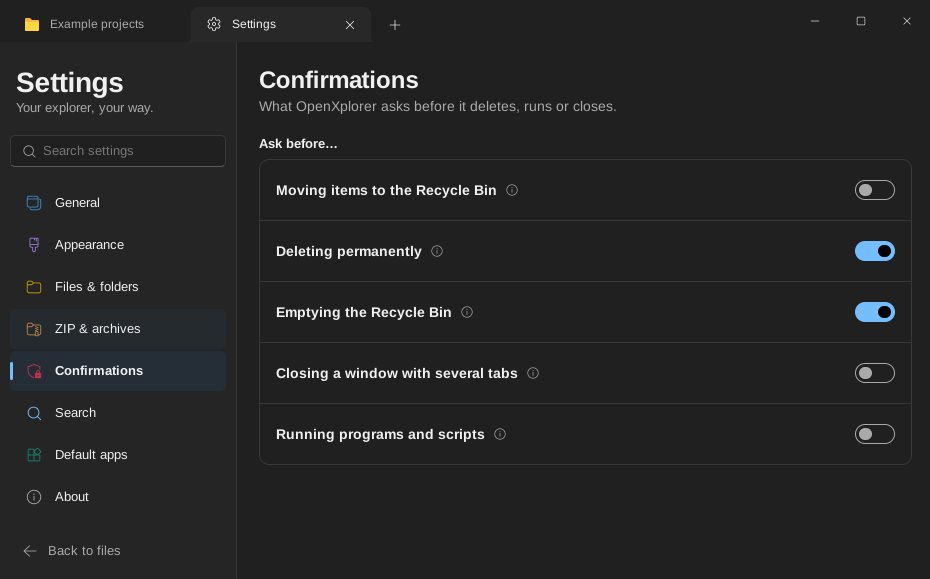 Example projects
Settings
Settings
Your explorer, your way.
Search settings
General
Appearance
Files & folders
ZIP & archives
Confirmations
Search
Default apps
About
Back to files
Confirmations
What OpenXplorer asks before it deletes, runs or closes.
Ask before…
Moving items to the Recycle Bin
Deleting permanently
Emptying the Recycle Bin
Closing a window with several tabs
Running programs and scripts